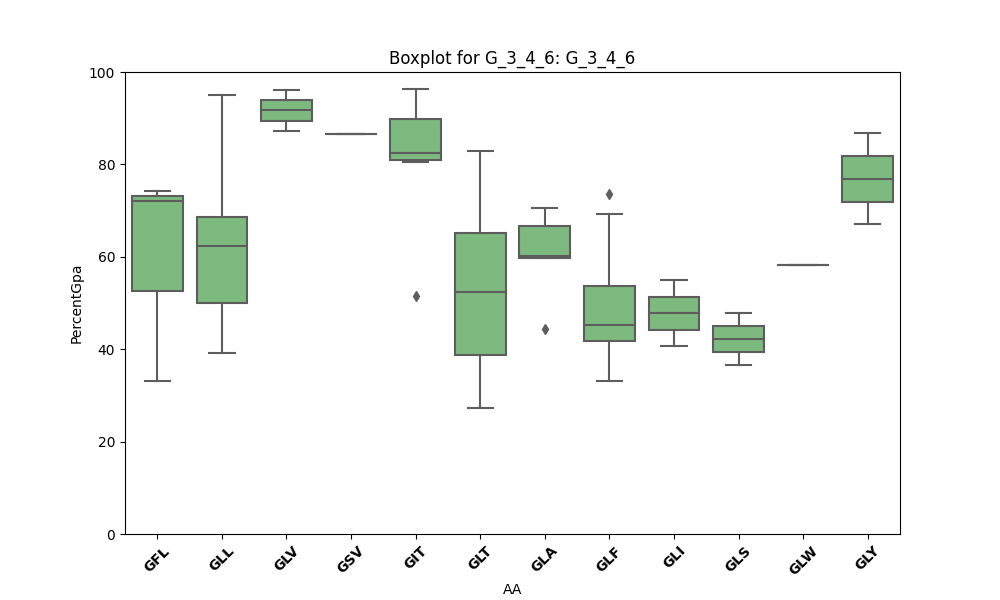 Boxplot for G_3_4_6: G_3_4_6
100
80
60
40
20
0
PercentGpa
GFL
GLL
GLV
GSV
GIT
GLT
GLA
GLF
GLI
GLS
GLW
GLY
AA